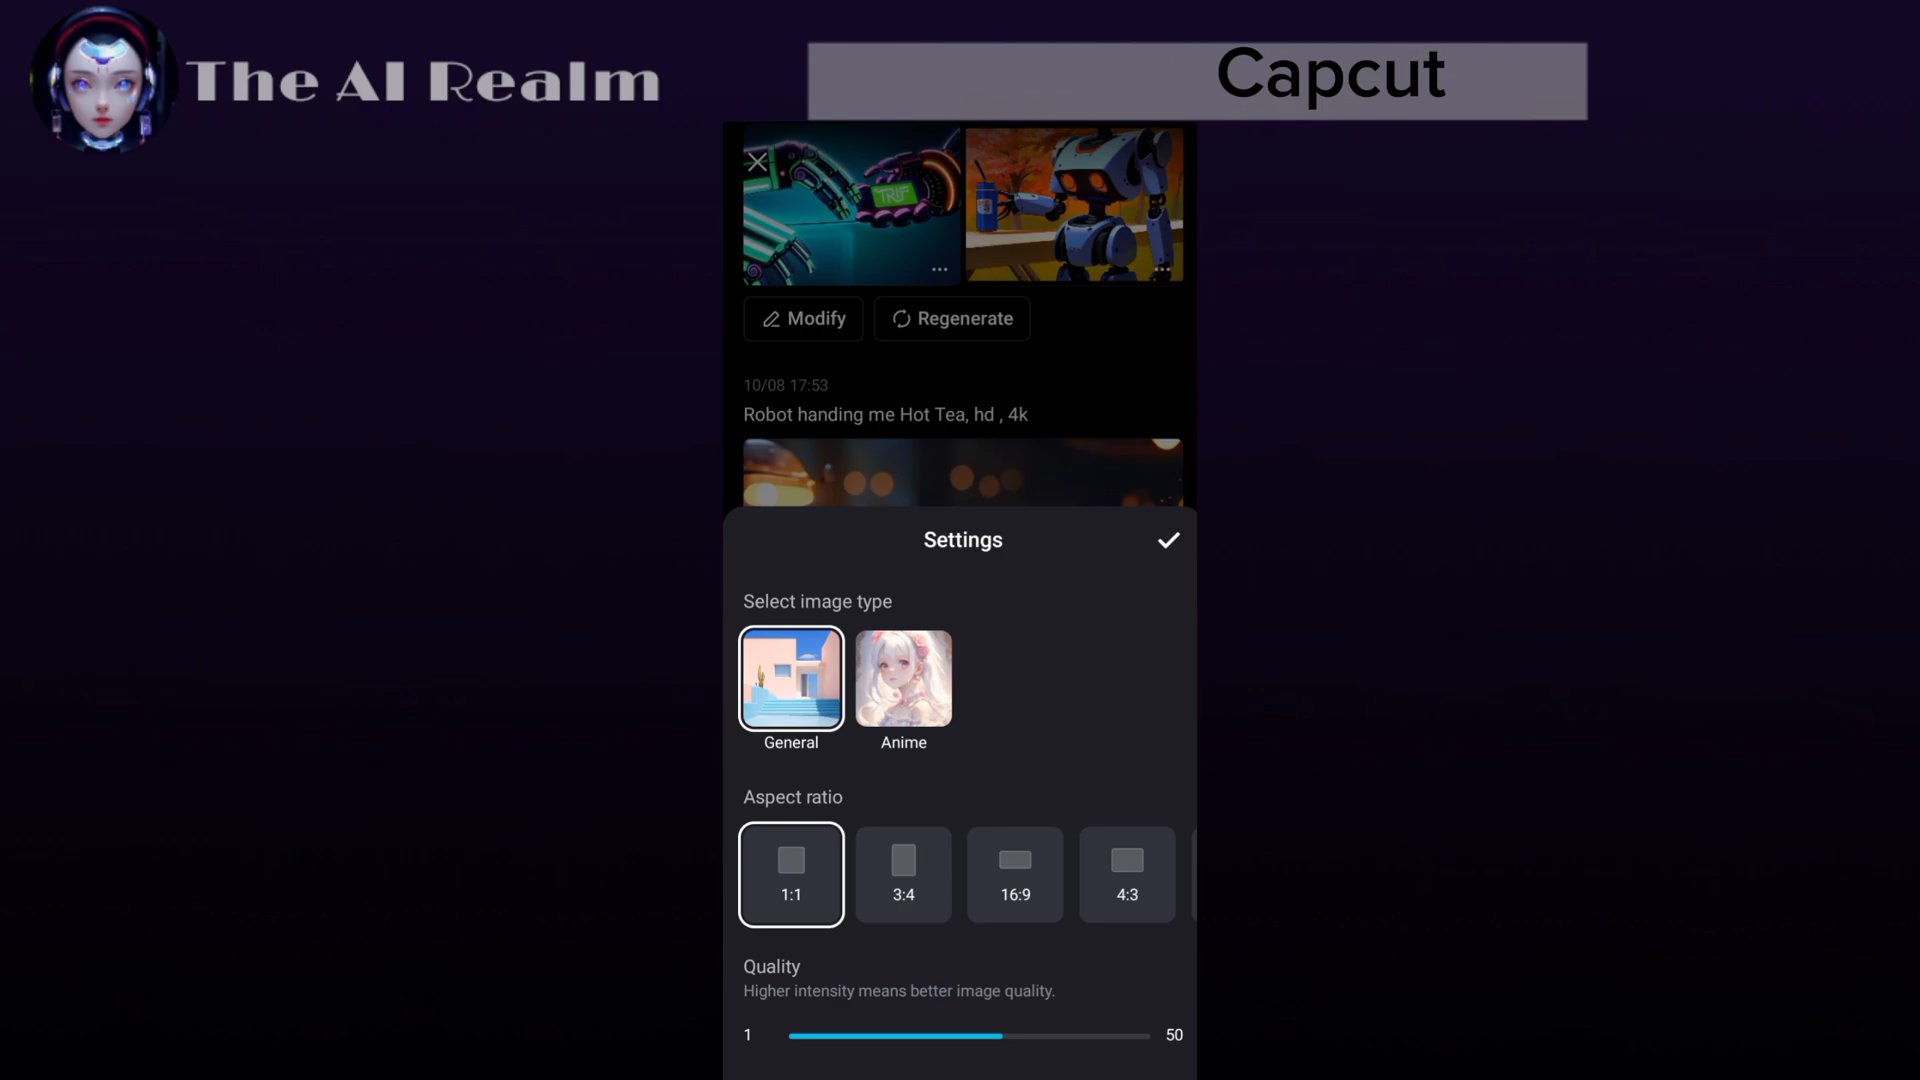 The AI Realm
Capcut
TRIF
Modify
Regenerate
10/08 17:53
Robot handing me Hot Tea, hd , 4k
Settings
Select image type
General
Anime
Aspect ratio
1:1
3:4
16:9
4:3
Quality
Higher intensity means better image quality.
1
50